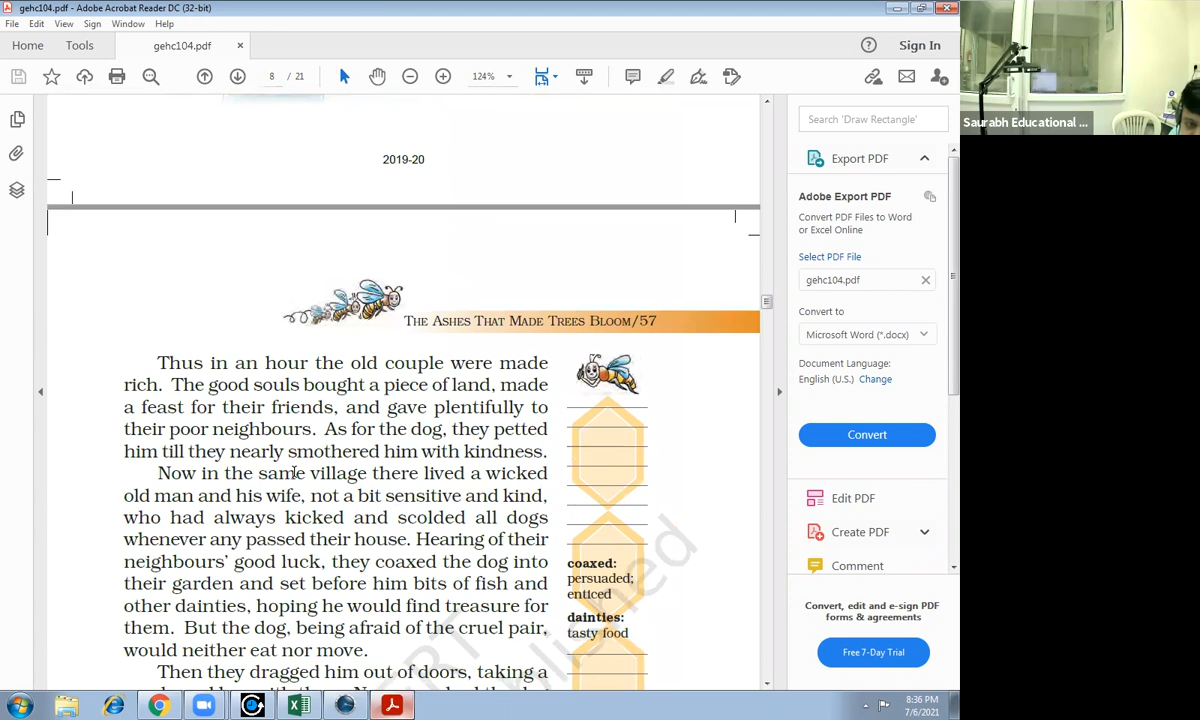 gehc104.pdf - Adobe Acrobat Reader DC (32-bit)
File Edit View Sign Window Help
Home Tools gehc104.pdf × Sign In
8 / 21 124%
Saurabh Educational ...
2019-20
THE ASHES THAT MADE TREES BLOOM/57
Thus in an hour the old couple were made
rich. The good souls bought a piece of land, made
a feast for their friends, and gave plentifully to
their poor neighbours. As for the dog, they petted
him till they nearly smothered him with kindness.
Now in the same village there lived a wicked
old man and his wife, not a bit sensitive and kind,
who had always kicked and scolded all dogs
whenever any passed their house. Hearing of their
neighbours' good luck, they coaxed the dog into
their garden and set before him bits of fish and
other dainties, hoping he would find treasure for
them. But the dog, being afraid of the cruel pair,
would neither eat nor move.
Then they dragged him out of doors, taking a
coaxed:
persuaded;
enticed
dainties:
tasty food
blished
Search 'Draw Rectangle'
Export PDF
Adobe Export PDF
Convert PDF Files to Word
or Excel Online
Select PDF File
gehc104.pdf
Convert to
Microsoft Word (*.docx)
Document Language:
English (U.S.) Change
Convert
Edit PDF
Create PDF
Comment
Convert, edit and e-sign PDF
forms & agreements
Free 7-Day Trial
8:36 PM
7/6/2021